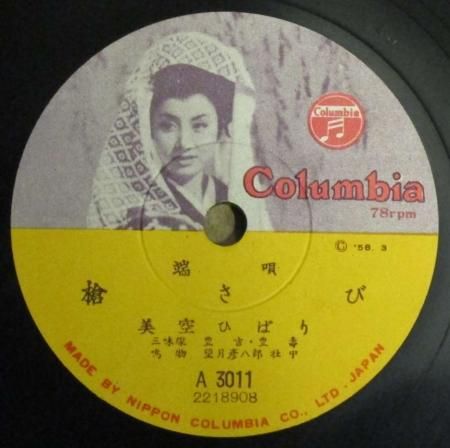 Columbia
Columbia
78rpm
© '58. 3
端唄
槍さび
美空ひばり
三味線 豊吉・豊壽
鳴物 望月彦八郎社中
A 3011
2218908
MADE BY NIPPON COLUMBIA CO., LTD. JAPAN